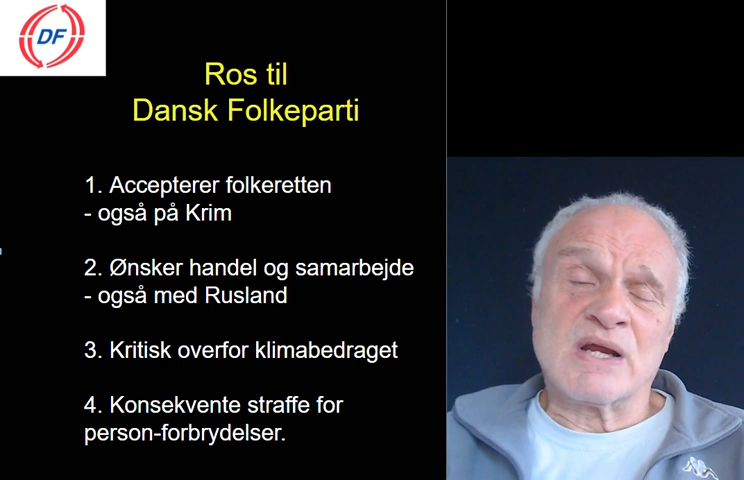 DF
Ros til
Dansk Folkeparti
1. Accepterer folkeretten
- også på Krim
2. Ønsker handel og samarbejde
- også med Rusland
3. Kritisk overfor klimabedraget
4. Konsekvente straffe for
person-forbrydelser.